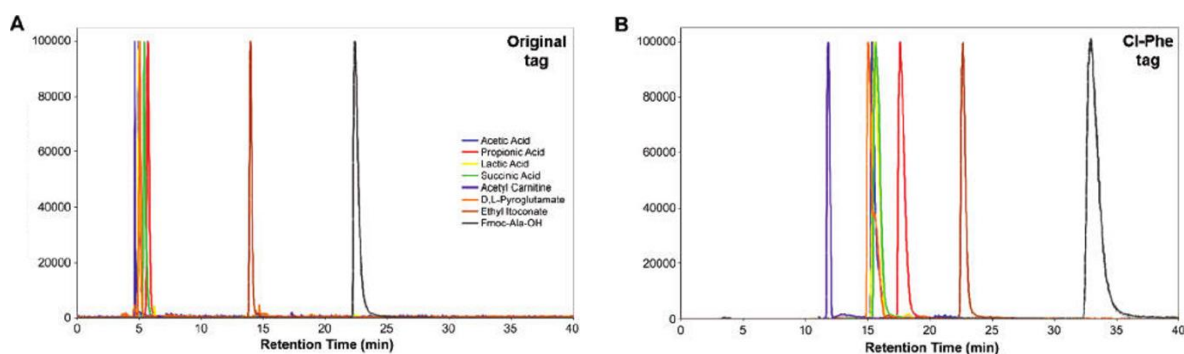 A
Original
tag
100000
80000
60000
40000
20000
0
Acetic Acid
Propionic Acid
Lactic Acid
Succinic Acid
Acetyl Carnitine
D,L-Pyroglutamate
Ethyl Itoconate
Fmoc-Ala-OH
0 5 10 15 20 25 30 35 40
Retention Time (min)
B
Cl-Phe
tag
100000
80000
60000
40000
20000
0
0 5 10 15 20 25 30 35 40
Retention Time (min)